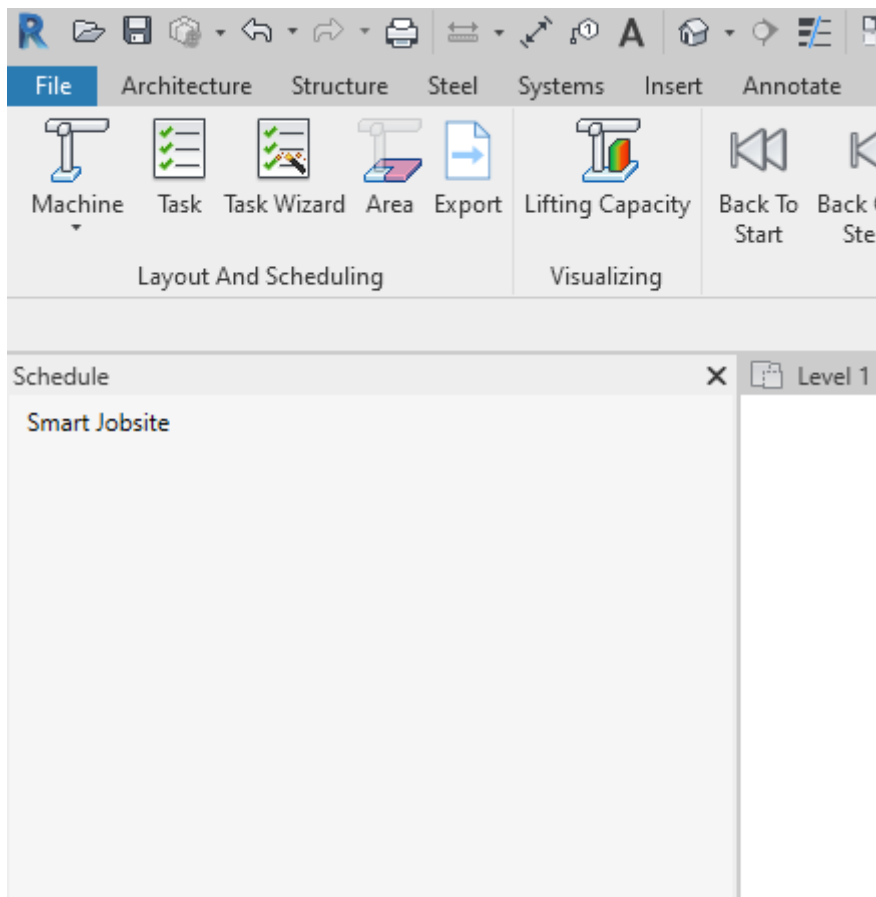 File Architecture Structure Steel Systems Insert Annotate
Machine Task Task Wizard Area Export Lifting Capacity Back To Back
Start
Layout And Scheduling Visualizing
Schedule Level 1
Smart Jobsite